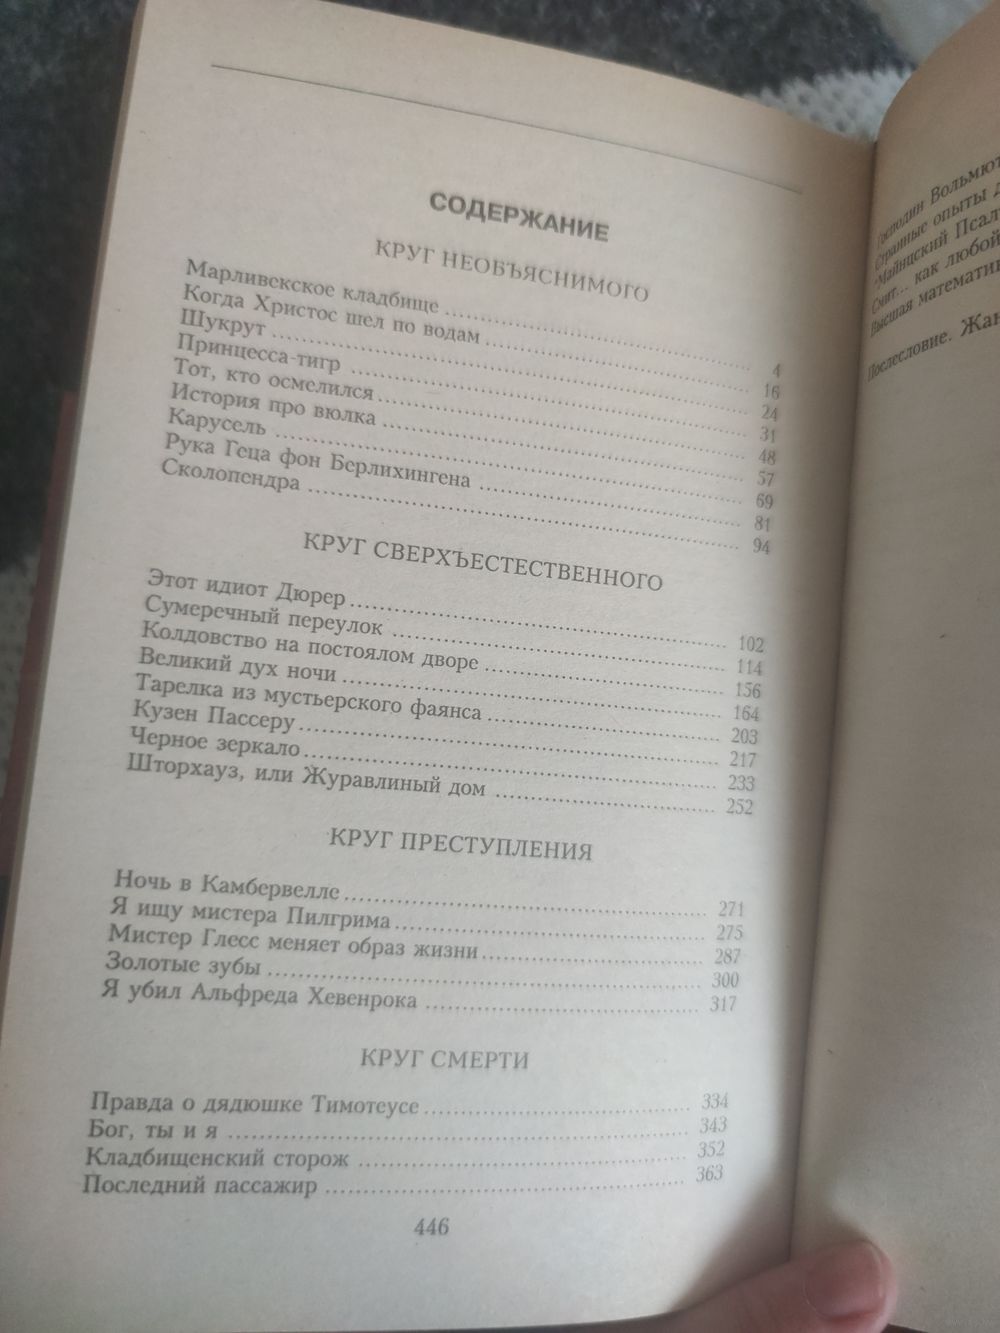 СОДЕРЖАНИЕ
КРУГ НЕОБЪЯСНИМОГО
Марливекское кладбище 4
Когда Христос шел по водам 16
Шукрут 24
Принцесса-тигр 31
Тот, кто осмелился 48
История про вюлка 57
Карусель 69
Рука Геца фон Берлихингена 81
Сколопендра 94
КРУГ СВЕРХЪЕСТЕСТВЕННОГО
Этот идиот Дюрер 102
Сумеречный переулок 114
Колдовство на постоялом дворе 156
Великий дух ночи 164
Тарелка из мустьерского фаянса 203
Кузен Пассеру 217
Черное зеркало 233
Шторхауз, или Журавлиный дом 252
КРУГ ПРЕСТУПЛЕНИЯ
Ночь в Камбервелле 271
Я ищу мистера Пилгрима 275
Мистер Глесс меняет образ жизни 287
Золотые зубы 300
Я убил Альфреда Хевенрока 317
КРУГ СМЕРТИ
Правда о дядюшке Тимотеусе 334
Бог, ты и я 343
Кладбищенский сторож 352
Последний пассажир 363
446
Господин Вольмют
Странные опыты
"Майнцский Псал
Смит... как любой
Высшая математи
Послесловие. Жан